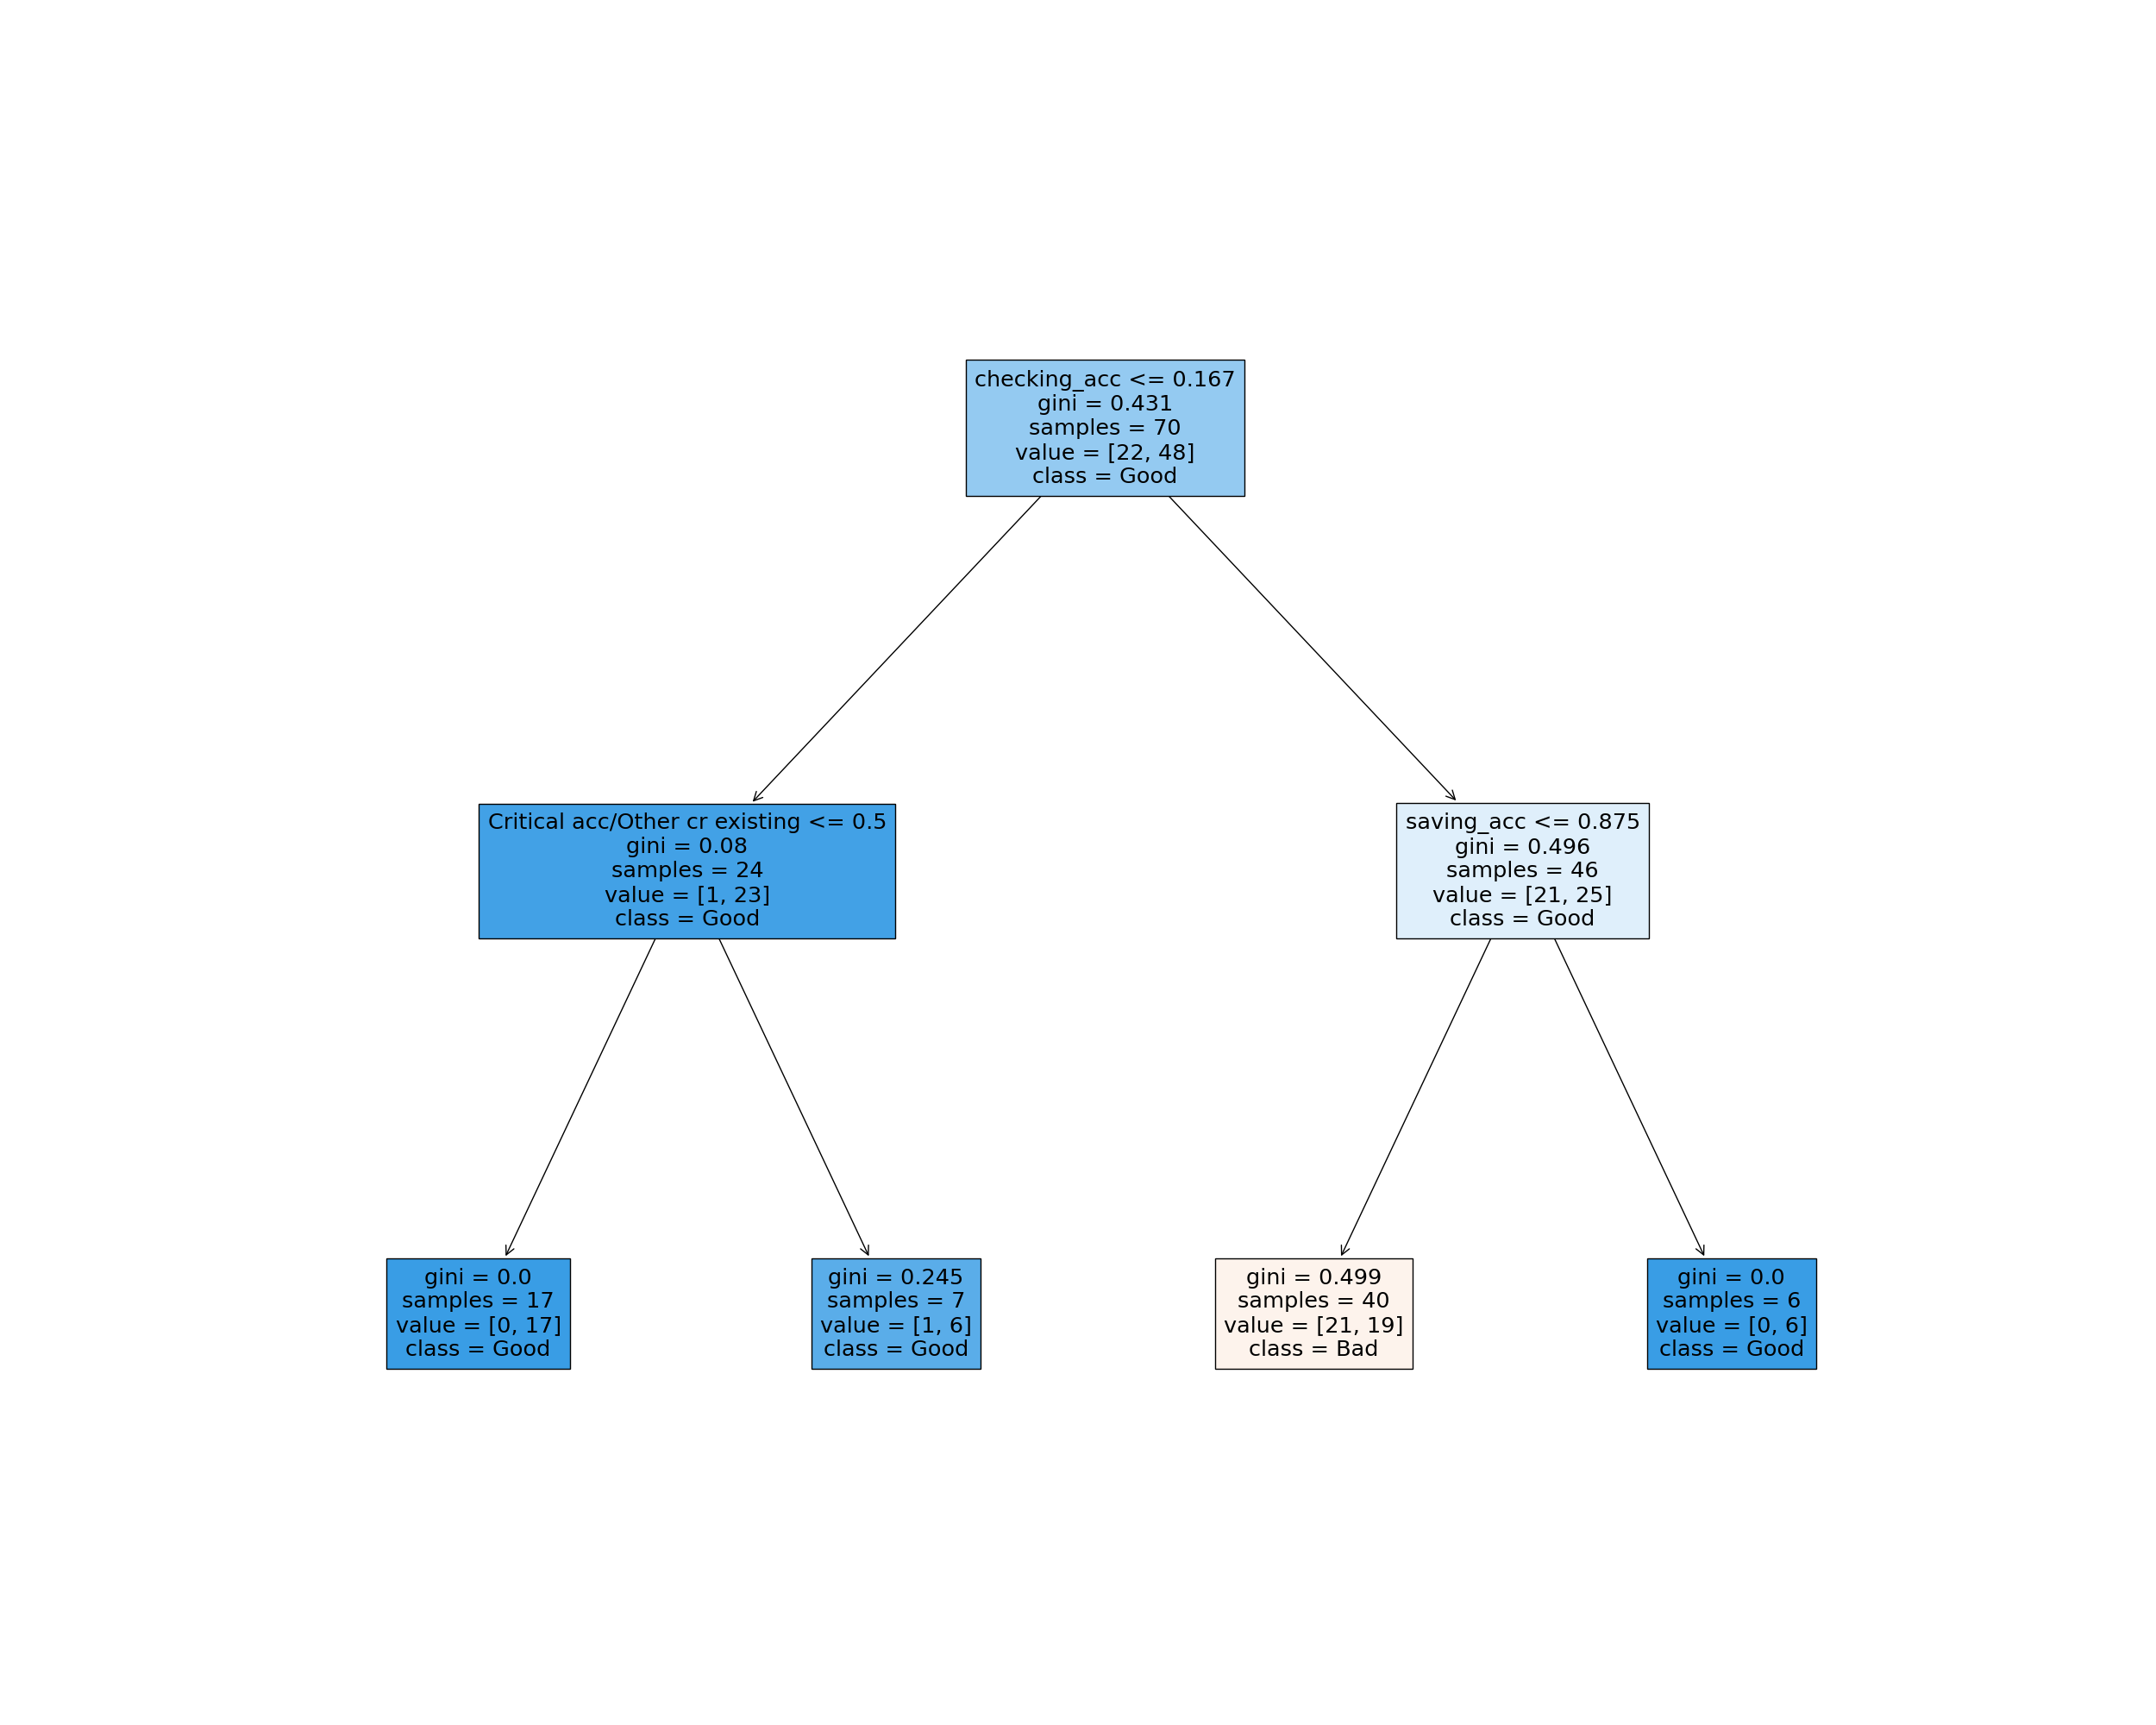 checking_acc <= 0.167
gini = 0.431
samples = 70
value = [22, 48]
class = Good
Critical acc/Other cr existing <= 0.5
gini = 0.08
samples = 24
value = [1, 23]
class = Good
saving_acc <= 0.875
gini = 0.496
samples = 46
value = [21, 25]
class = Good
gini = 0.0
samples = 17
value = [0, 17]
class = Good
gini = 0.245
samples = 7
value = [1, 6]
class = Good
gini = 0.499
samples = 40
value = [21, 19]
class = Bad
gini = 0.0
samples = 6
value = [0, 6]
class = Good